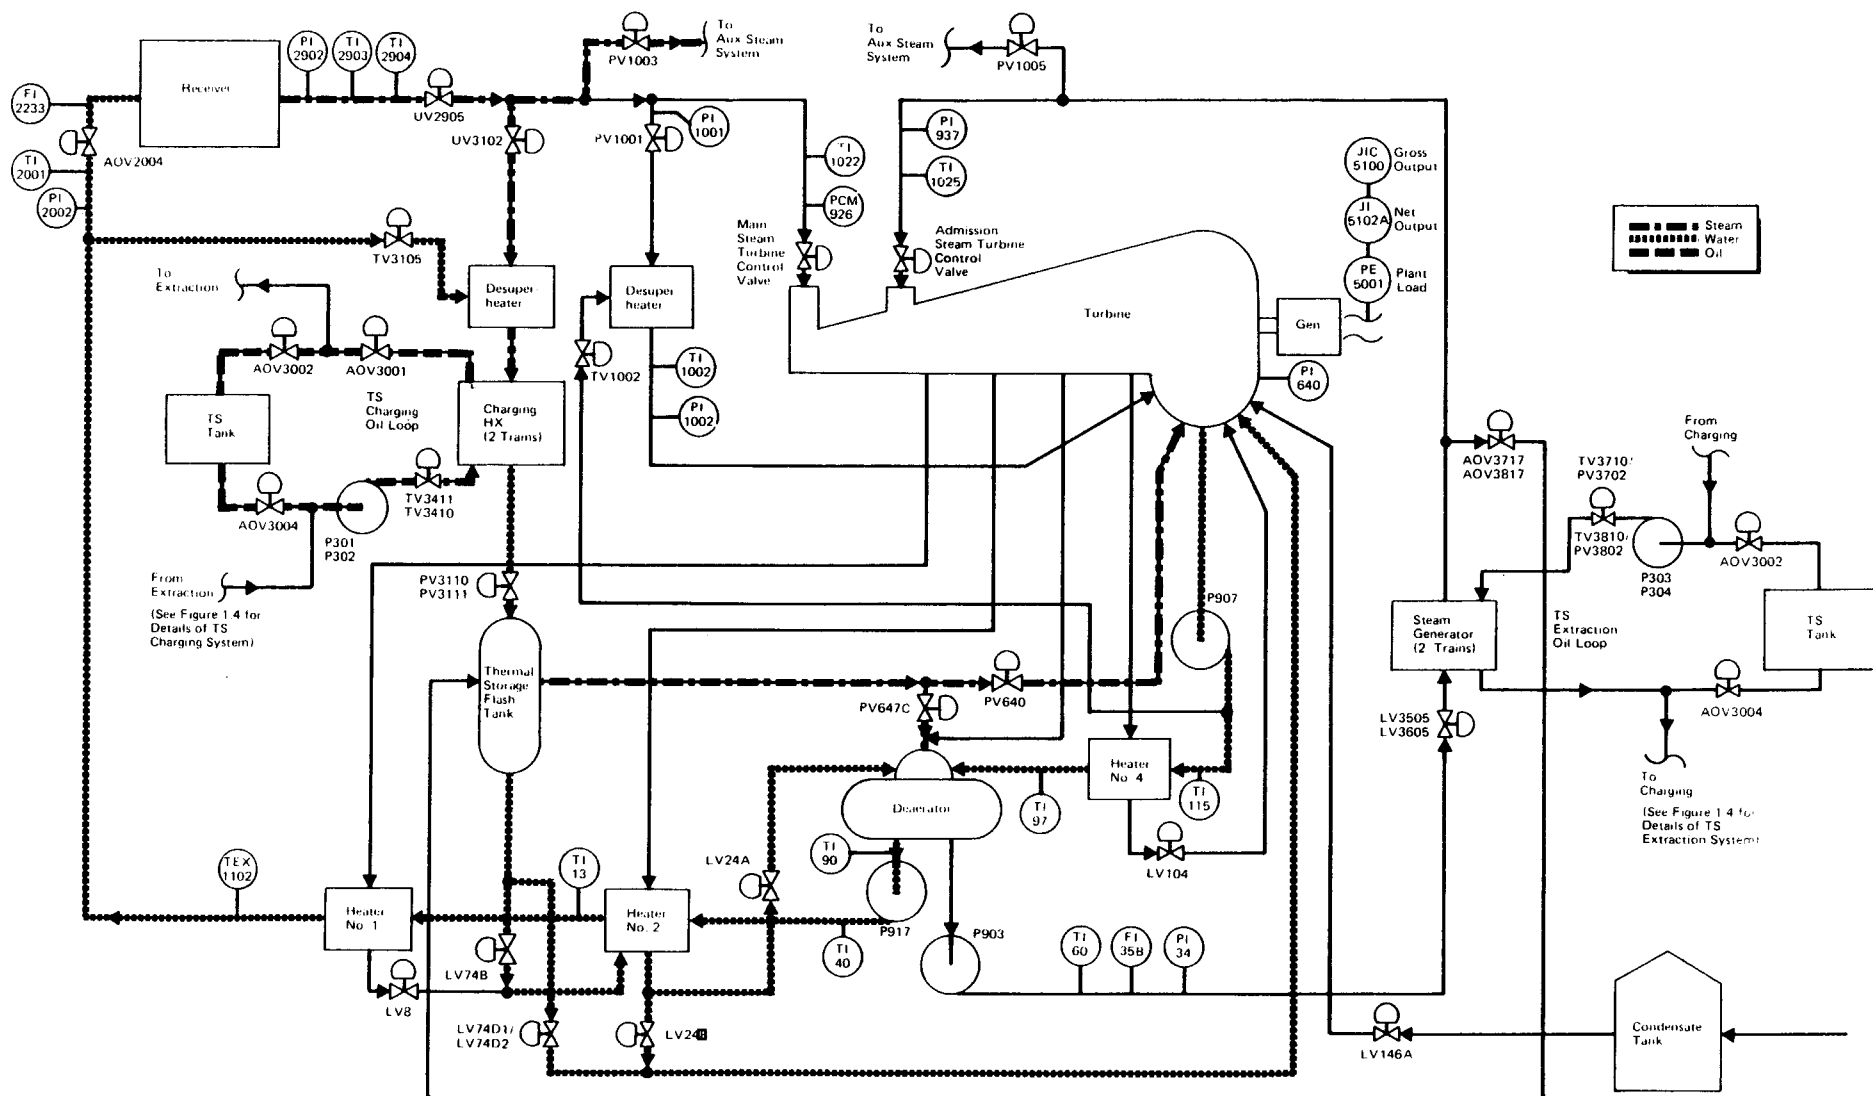 To
Aux Steam
System
PV1003
To
Aux Steam
System
PV1005
Receiver
PI
2902
TI
2903
TI
2904
UV2905
FI
2233
AOV2004
TI
2001
PI
2002
UV3102
PV1001
PI
1001
TI
1022
PCM
926
PI
937
TI
1025
JIC
5100
Gross
Output
JI
5102A
Net
Output
PE
5001
Plant
Load
Steam
Water
Oil
Main
Steam
Turbine
Control
Valve
Admission
Steam Turbine
Control
Valve
TV3105
To
Extraction
Desuper-
heater
Desuper
heater
Turbine
Gen
AOV3002
AOV3001
TV1002
TI
1002
PI
1002
PI
640
TS
Tank
TS
Charging
Oil Loop
Charging
HX
(2 Trains)
AOV3717
AOV3817
From
Charging
TV3710/
PV3702
AOV3004
TV3411
TV3410
P301
P302
TV3810/
PV3802
P303
P304
AOV3002
From
Extraction
(See Figure 1.4 for
Details of TS
Charging System)
PV3110
PV3111
P907
Steam
Generator
(2 Trains)
TS
Extraction
Oil Loop
TS
Tank
Thermal
Storage
Flash
Tank
PV647C
PV640
LV3505
LV3605
AOV3004
Heater
No. 4
TI
115
TI
97
Deaerator
To
Charging
(See Figure 1.4 for
Details of TS
Extraction System)
TI
90
LV104
TEX
1102
TI
13
LV24A
Heater
No. 1
Heater
No. 2
P917
TI
40
P903
TI
60
FI
35B
PI
34
LV74B
LV8
LV74D1/
LV74D2
LV24B
LV146A
Condensate
Tank